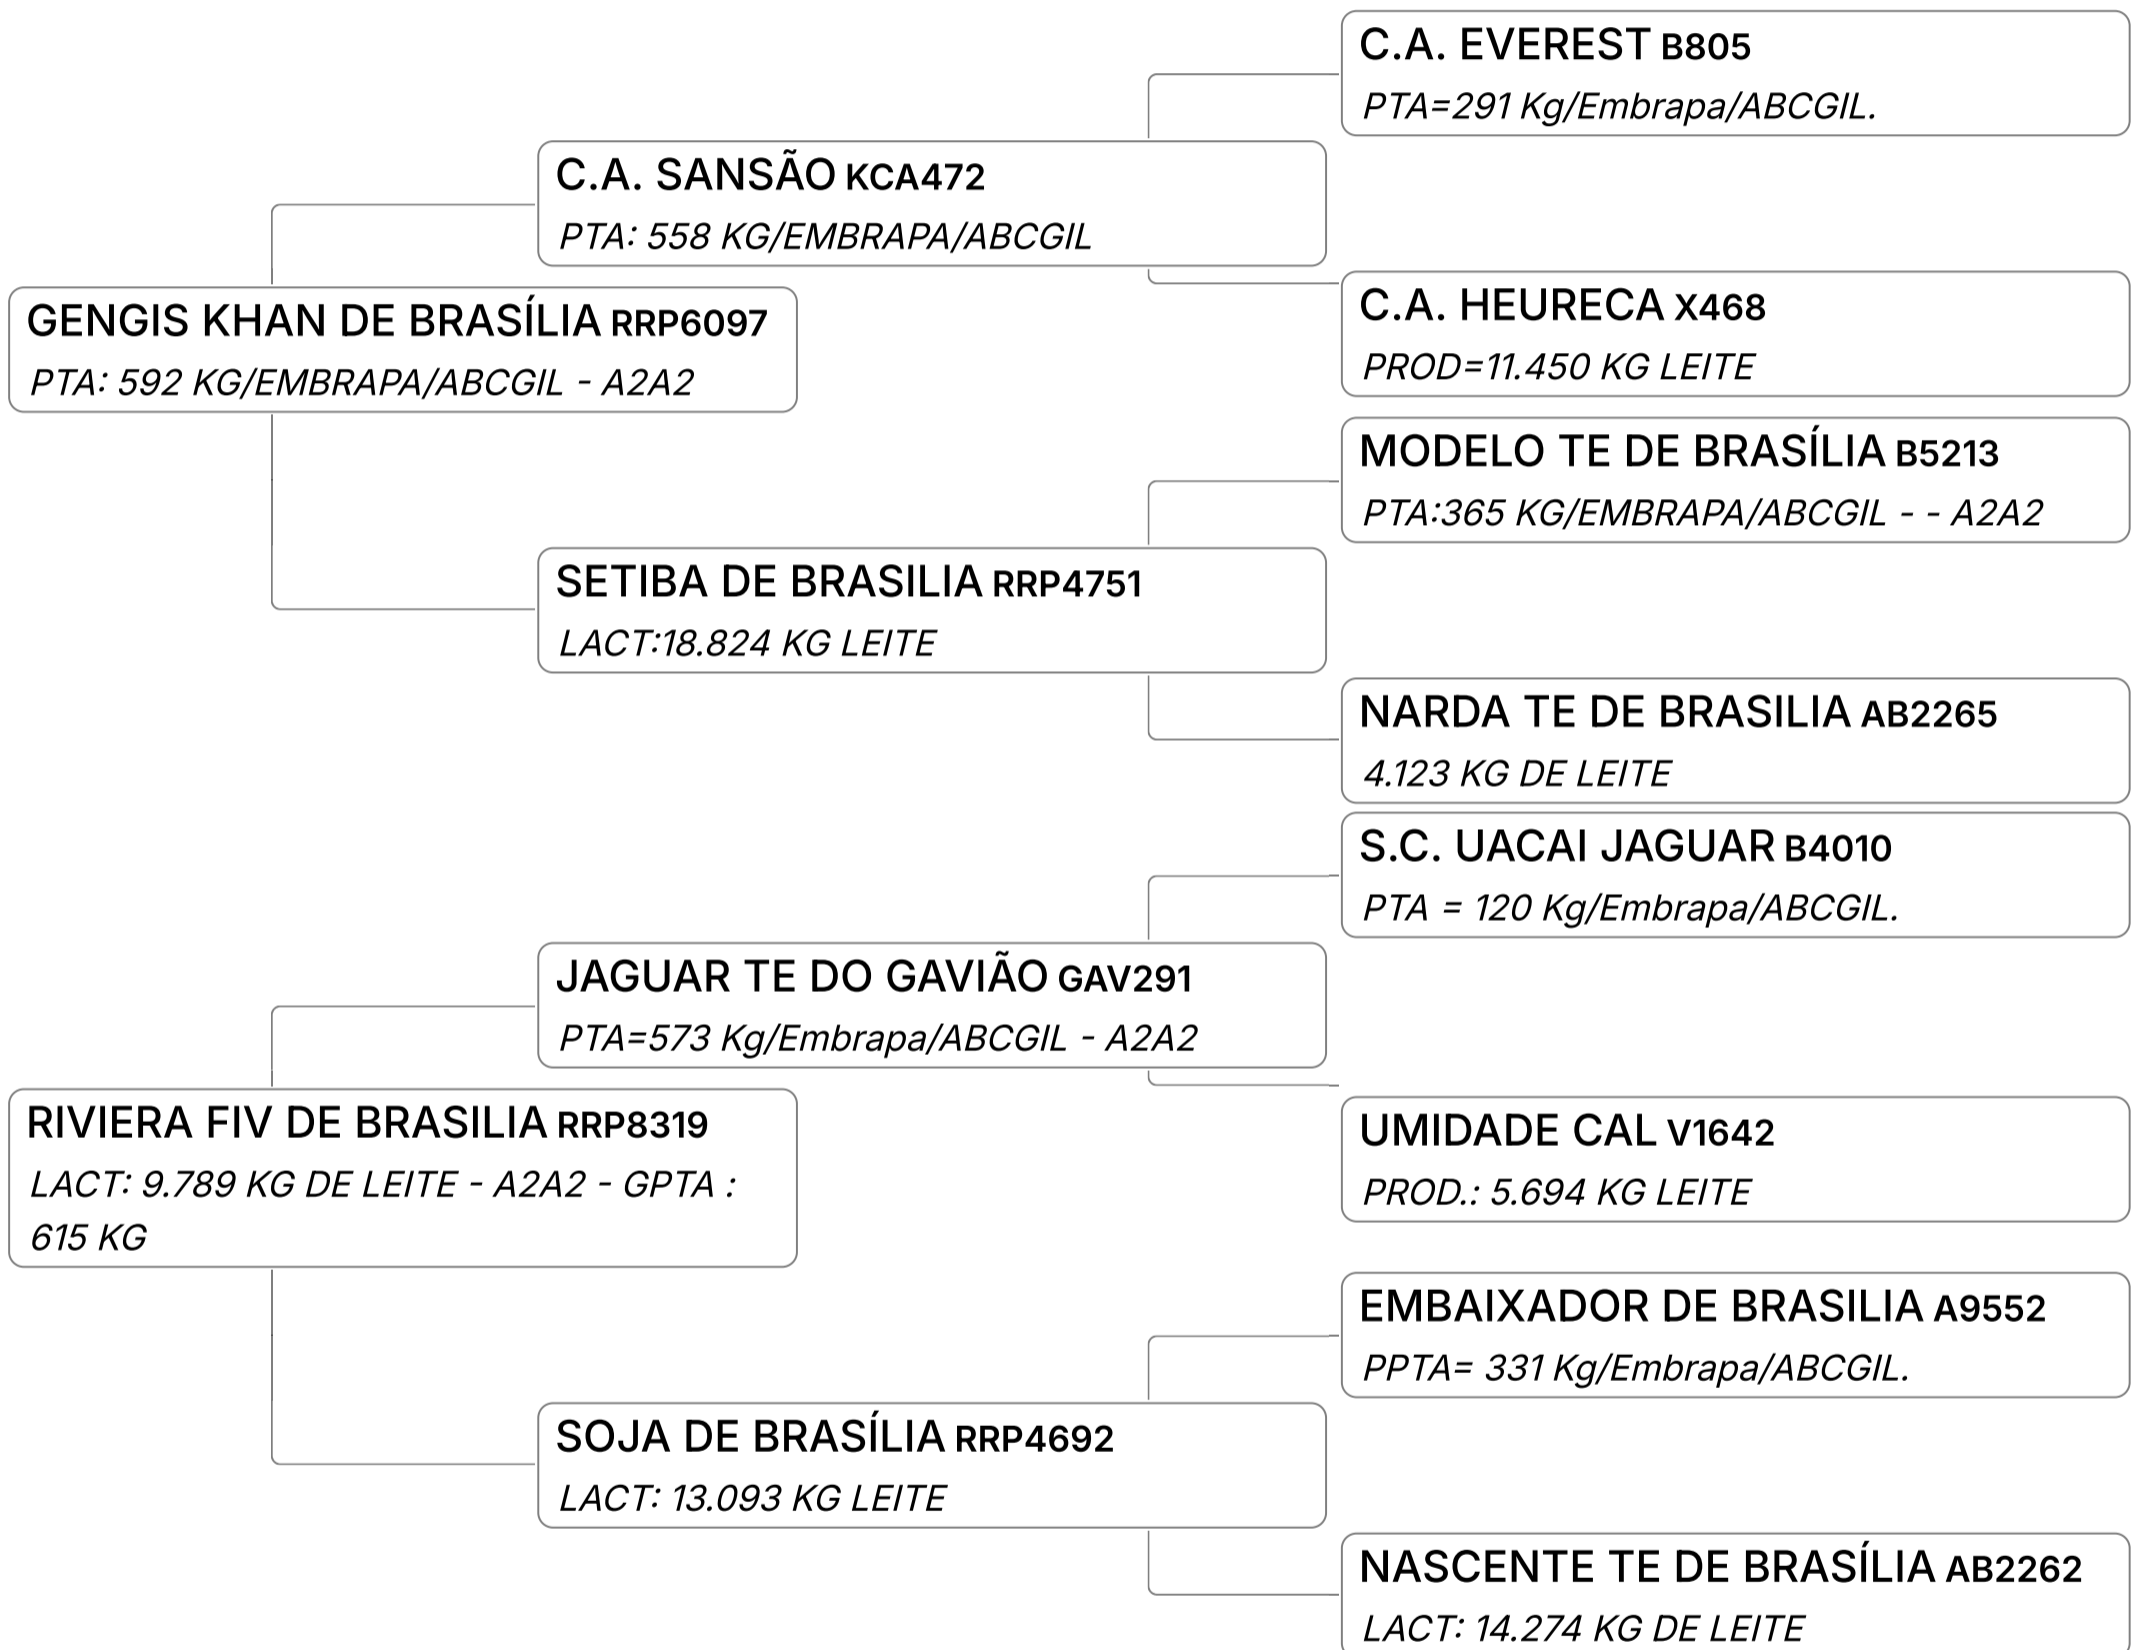 C.A. EVEREST B805
PTA=291 Kg/Embrapa/ABCGIL.
C.A. SANSÃO KCA472
PTA: 558 KG/EMBRAPA/ABCGIL
C.A. HEURECA X468
PROD=11.450 KG LEITE
GENGIS KHAN DE BRASÍLIA RRP6097
PTA: 592 KG/EMBRAPA/ABCGIL - A2A2
MODELO TE DE BRASÍLIA B5213
PTA:365 KG/EMBRAPA/ABCGIL - - A2A2
SETIBA DE BRASILIA RRP4751
LACT:18.824 KG LEITE
NARDA TE DE BRASILIA AB2265
4.123 KG DE LEITE
S.C. UACAI JAGUAR B4010
PTA = 120 Kg/Embrapa/ABCGIL.
JAGUAR TE DO GAVIÃO GAV291
PTA=573 Kg/Embrapa/ABCGIL - A2A2
UMIDADE CAL V1642
PROD.: 5.694 KG LEITE
RIVIERA FIV DE BRASILIA RRP8319
LACT: 9.789 KG DE LEITE - A2A2 - GPTA :
615 KG
EMBAIXADOR DE BRASILIA A9552
PPTA= 331 Kg/Embrapa/ABCGIL.
SOJA DE BRASÍLIA RRP4692
LACT: 13.093 KG LEITE
NASCENTE TE DE BRASÍLIA AB2262
LACT: 14.274 KG DE LEITE